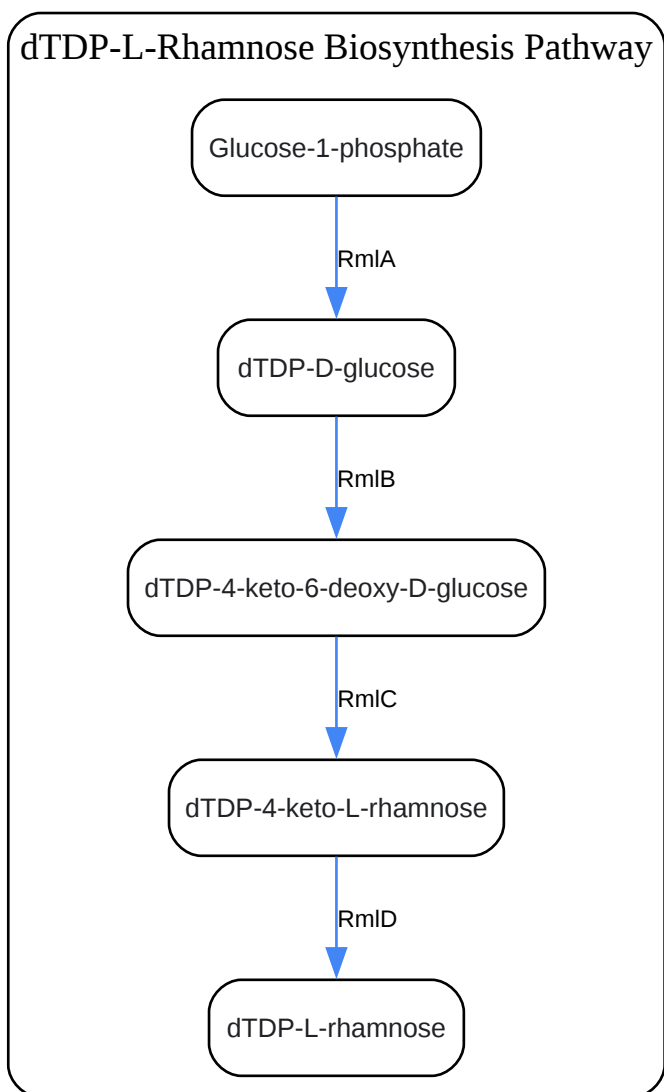 dTDP-L-Rhamnose Biosynthesis Pathway
Glucose-1-phosphate
RmlA
dTDP-D-glucose
RmlB
dTDP-4-keto-6-deoxy-D-glucose
RmlC
dTDP-4-keto-L-rhamnose
RmlD
dTDP-L-rhamnose